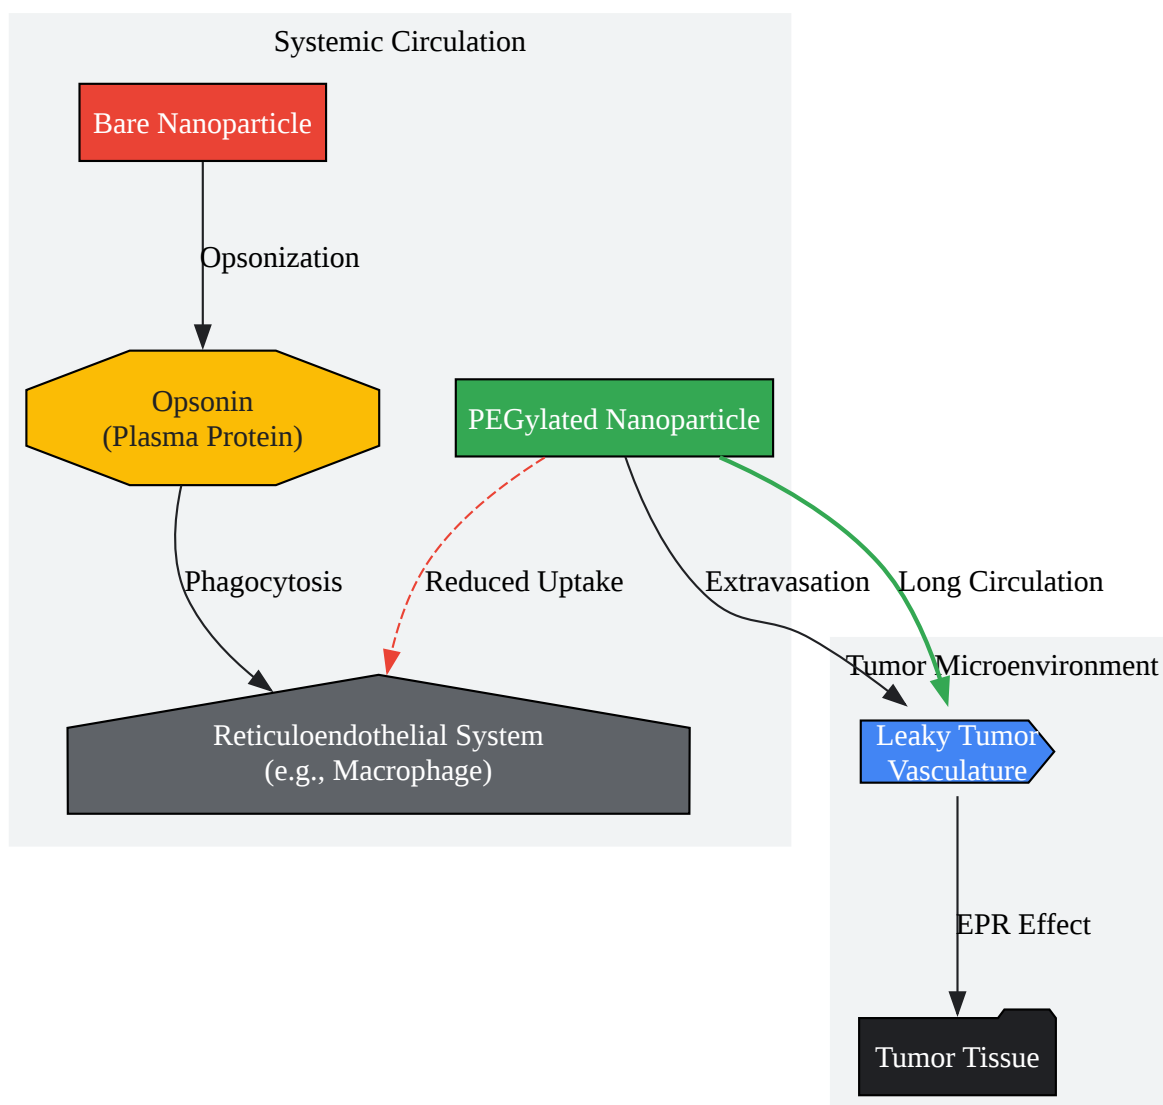 Systemic Circulation
Bare Nanoparticle
Opsonization
Opsonin
(Plasma Protein)
PEGylated Nanoparticle
Phagocytosis
Reduced Uptake
Extravasation
Long Circulation
Tumor Microenvironment
Reticuloendothelial System
(e.g., Macrophage)
Leaky Tumor
Vasculature
EPR Effect
Tumor Tissue